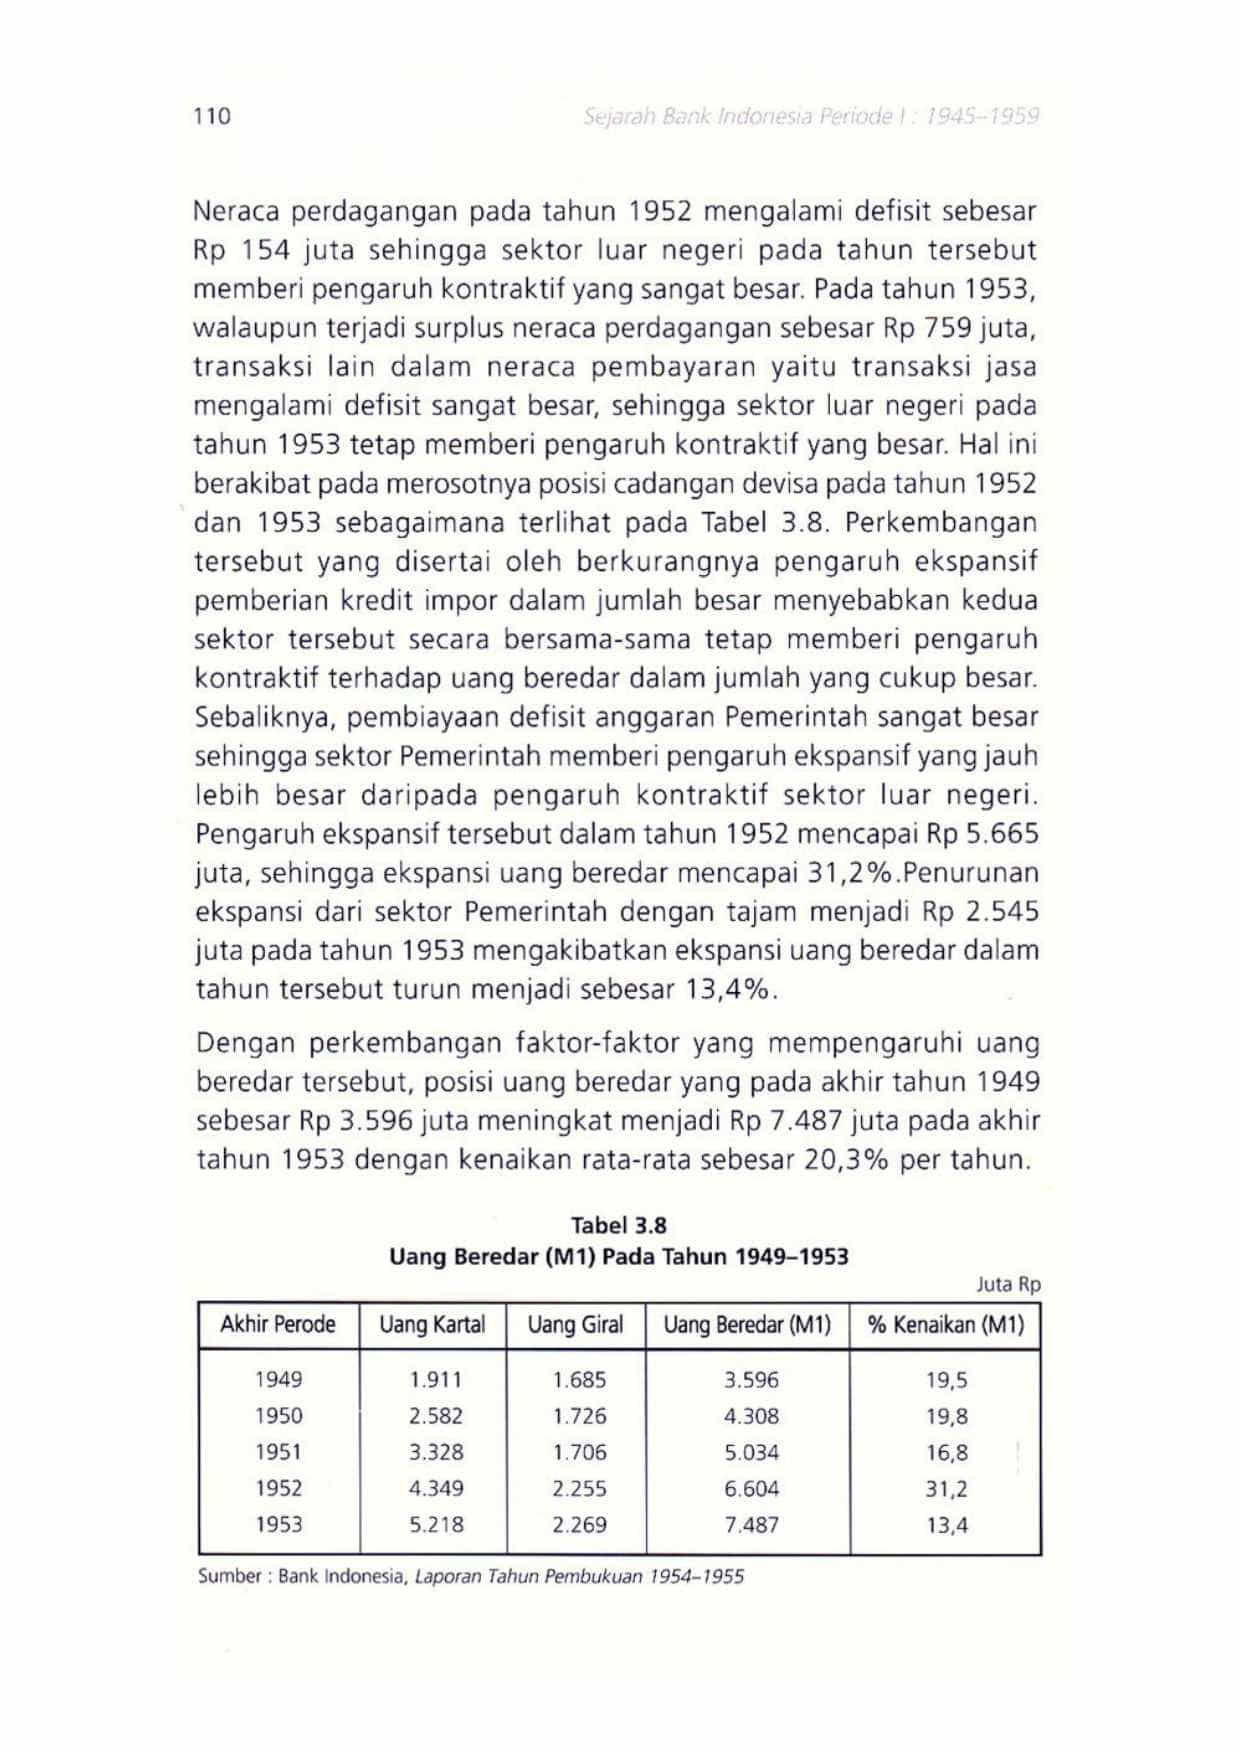 110
Sejarah Bank Indonesia Periode I : 1945–1959
Neraca perdagangan pada tahun 1952 mengalami defisit sebesar
Rp 154 juta sehingga sektor luar negeri pada tahun tersebut
memberi pengaruh kontraktif yang sangat besar. Pada tahun 1953,
walaupun terjadi surplus neraca perdagangan sebesar Rp 759 juta,
transaksi lain dalam neraca pembayaran yaitu transaksi jasa
mengalami defisit sangat besar, sehingga sektor luar negeri pada
tahun 1953 tetap memberi pengaruh kontraktif yang besar. Hal ini
berakibat pada merosotnya posisi cadangan devisa pada tahun 1952
dan 1953 sebagaimana terlihat pada Tabel 3.8. Perkembangan
tersebut yang disertai oleh berkurangnya pengaruh ekspansif
pemberian kredit impor dalam jumlah besar menyebabkan kedua
sektor tersebut secara bersama-sama tetap memberi pengaruh
kontraktif terhadap uang beredar dalam jumlah yang cukup besar.
Sebaliknya, pembiayaan defisit anggaran Pemerintah sangat besar
sehingga sektor Pemerintah memberi pengaruh ekspansif yang jauh
lebih besar daripada pengaruh kontraktif sektor luar negeri.
Pengaruh ekspansif tersebut dalam tahun 1952 mencapai Rp 5.665
juta, sehingga ekspansi uang beredar mencapai 31,2%.Penurunan
ekspansi dari sektor Pemerintah dengan tajam menjadi Rp 2.545
juta pada tahun 1953 mengakibatkan ekspansi uang beredar dalam
tahun tersebut turun menjadi sebesar 13,4%.
Dengan perkembangan faktor-faktor yang mempengaruhi uang
beredar tersebut, posisi uang beredar yang pada akhir tahun 1949
sebesar Rp 3.596 juta meningkat menjadi Rp 7.487 juta pada akhir
tahun 1953 dengan kenaikan rata-rata sebesar 20,3% per tahun.
Tabel 3.8
Uang Beredar (M1) Pada Tahun 1949–1953
Juta Rp
Akhir Perode Uang Kartal Uang Giral Uang Beredar (M1) % Kenaikan (M1)
1949 1.911 1.685 3.596 19,5
1950 2.582 1.726 4.308 19,8
1951 3.328 1.706 5.034 16,8
1952 4.349 2.255 6.604 31,2
1953 5.218 2.269 7.487 13,4
Sumber : Bank Indonesia, Laporan Tahun Pembukuan 1954–1955